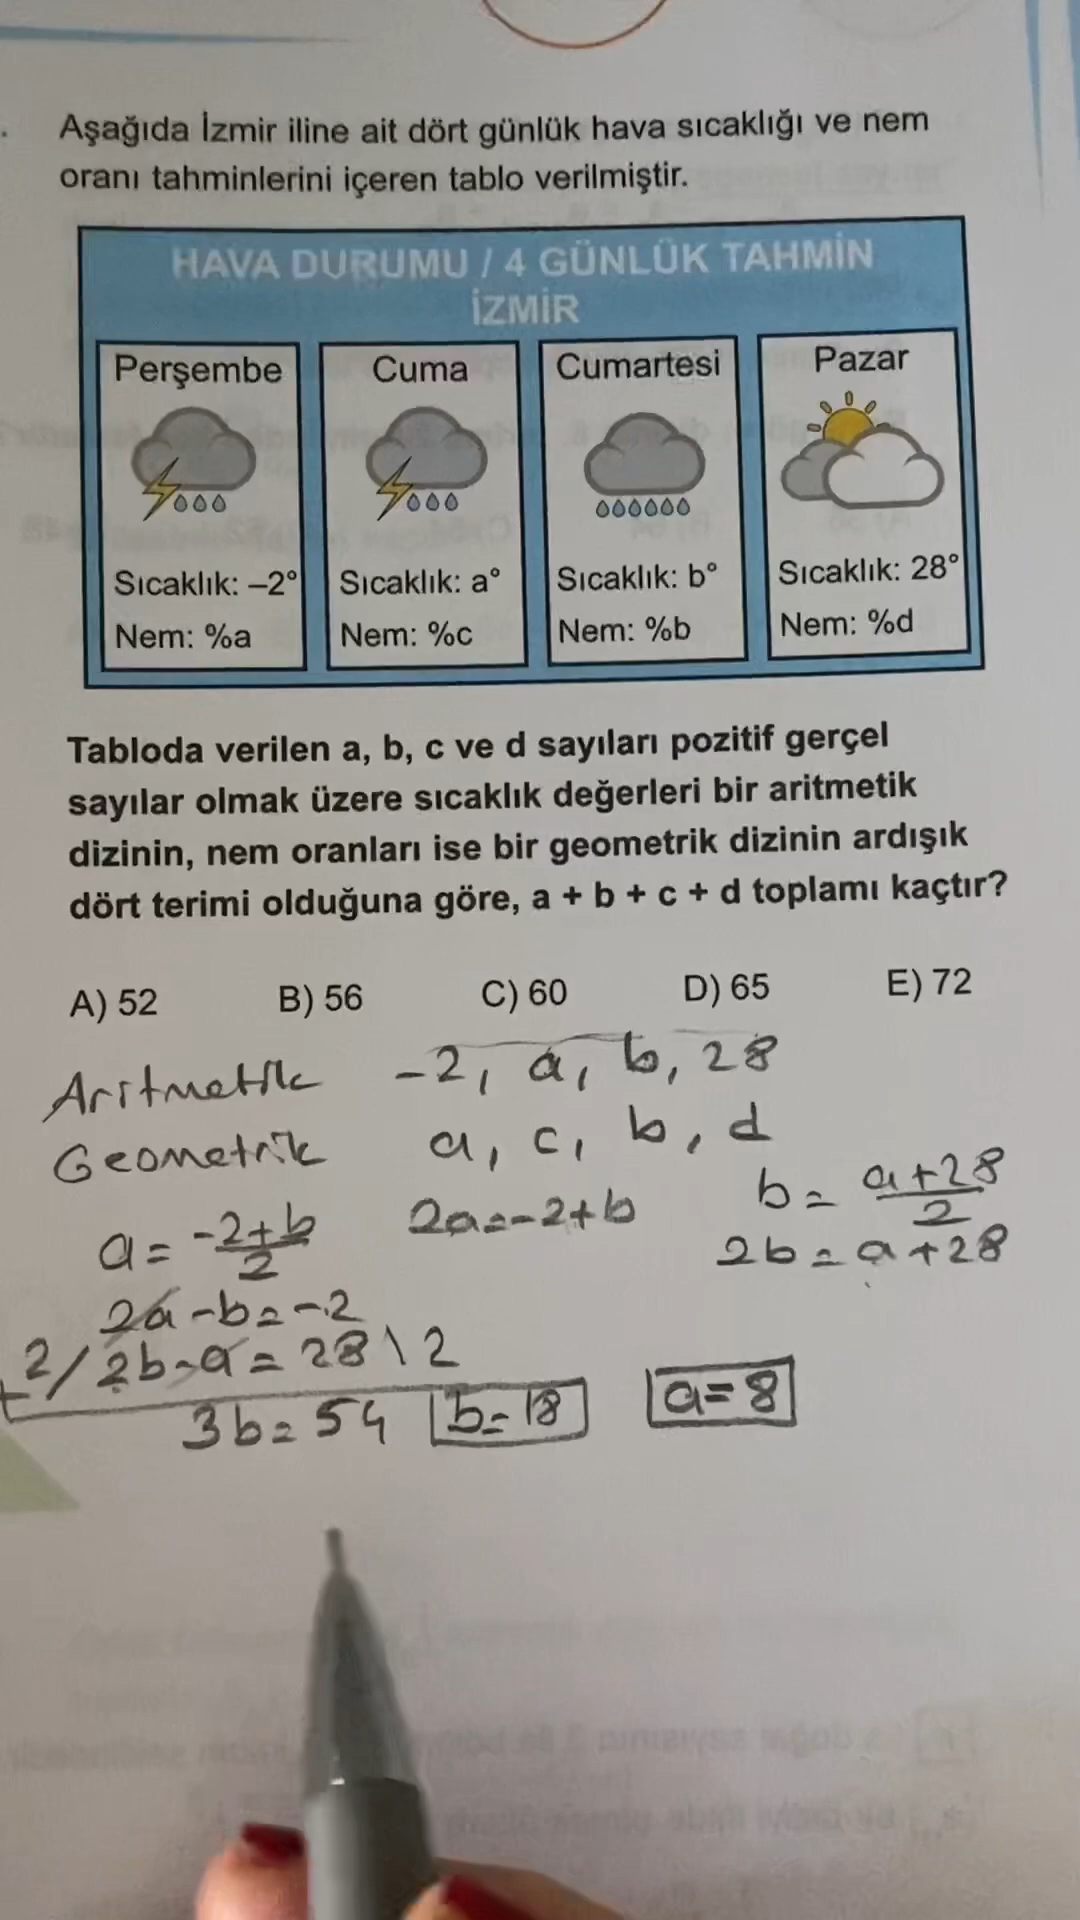 Aşağıda İzmir iline ait dört günlük hava sıcaklığı ve nem
oranı tahminlerini içeren tablo verilmiştir.
HAVA DURUMU / 4 GÜNLÜK TAHMİN
İZMİR
Perşembe
Sıcaklık: –2°
Nem: %a
Cuma
Sıcaklık: a°
Nem: %c
Cumartesi
Sıcaklık: b°
Nem: %b
Pazar
Sıcaklık: 28°
Nem: %d
Tabloda verilen a, b, c ve d sayıları pozitif gerçel
sayılar olmak üzere sıcaklık değerleri bir aritmetik
dizinin, nem oranları ise bir geometrik dizinin ardışık
dört terimi olduğuna göre, a + b + c + d toplamı kaçtır?
A) 52 B) 56 C) 60 D) 65 E) 72
Aritmetik -2, a, b, 28
Geometrik a, c, b, d
a = -2+b/2 2a=-2+b b = a+28/2
2b = a+28
2a-b=-2
2/ 2b-a=28 \ 2
3b=54 b=18 a=8